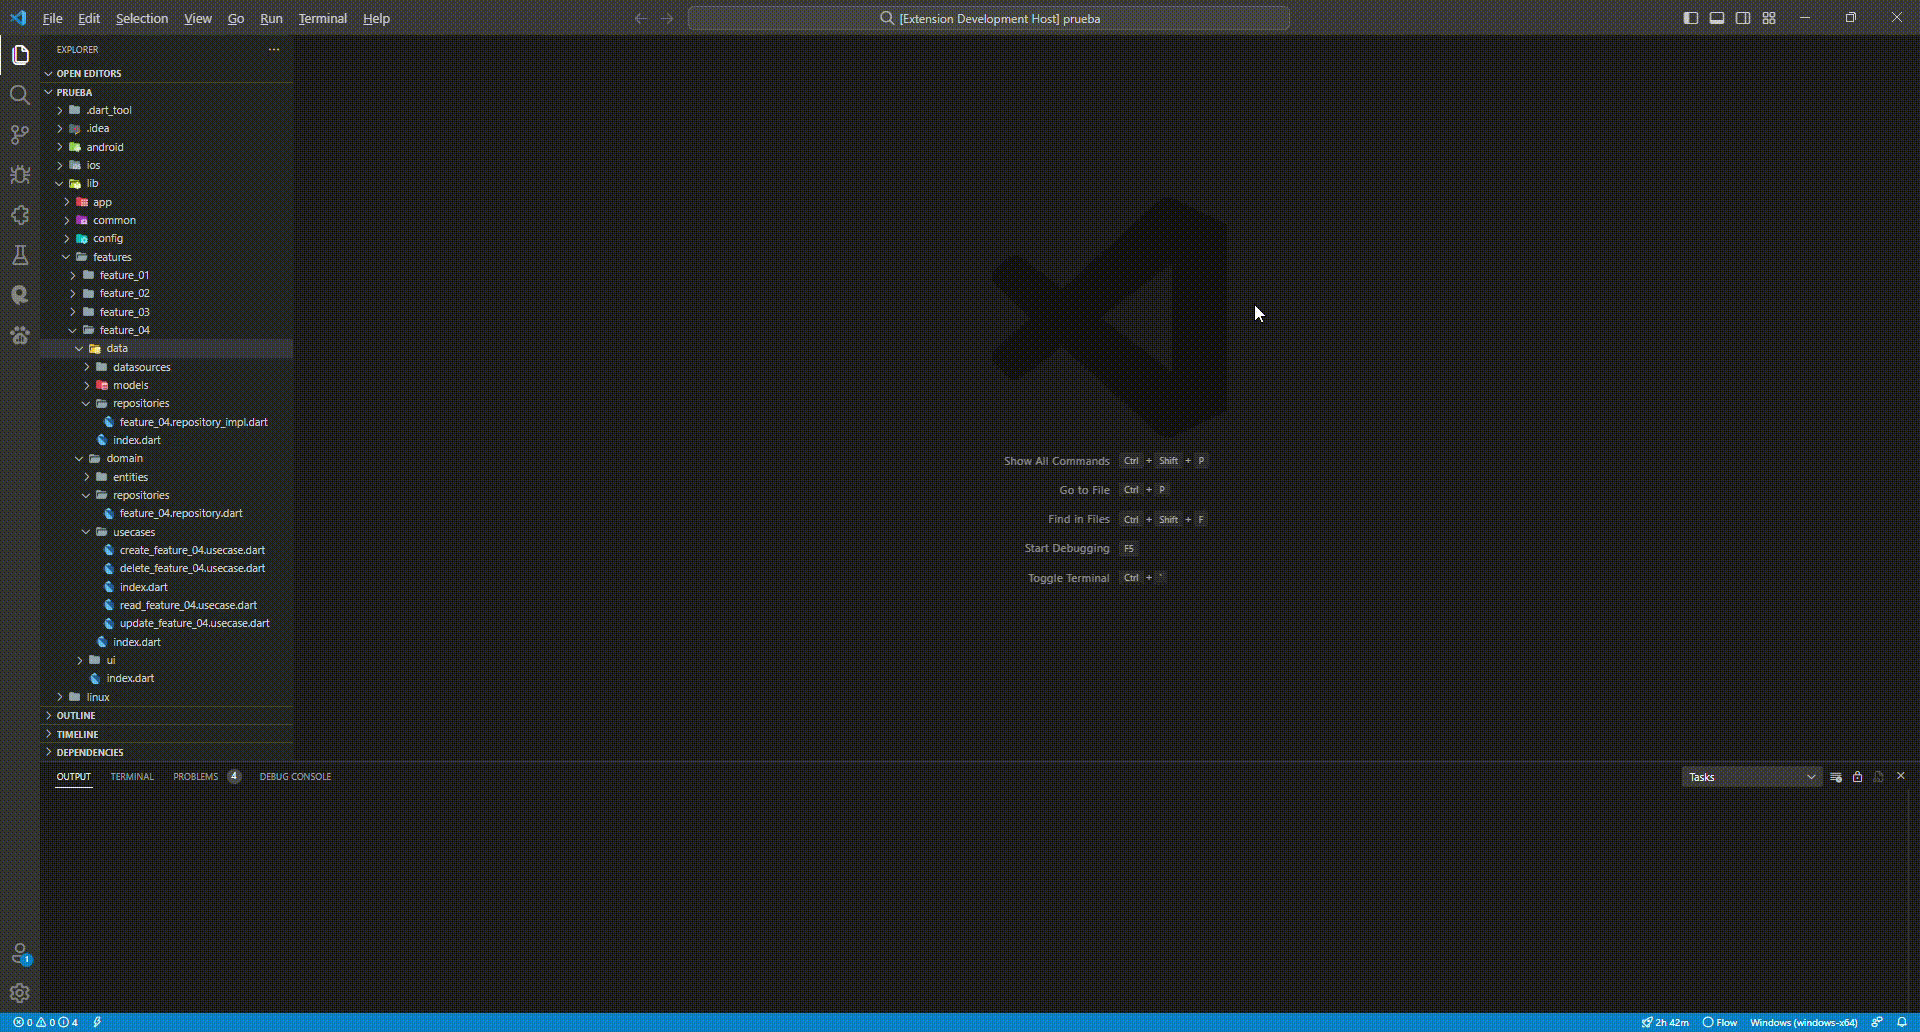 File Edit Selection View Go Run Terminal Help
[Extension Development Host] prueba
EXPLORER
OPEN EDITORS
PRUEBA
.dart_tool
.idea
android
ios
lib
app
common
config
features
feature_01
feature_02
feature_03
feature_04
data
datasources
models
repositories
feature_04.repository_impl.dart
index.dart
domain
entities
repositories
feature_04.repository.dart
usecases
create_feature_04.usecase.dart
delete_feature_04.usecase.dart
index.dart
read_feature_04.usecase.dart
update_feature_04.usecase.dart
index.dart
ui
index.dart
linux
OUTLINE
TIMELINE
DEPENDENCIES
Show All Commands Ctrl + Shift + P
Go to File Ctrl + P
Find in Files Ctrl + Shift + F
Start Debugging F5
Toggle Terminal Ctrl + `
OUTPUT TERMINAL PROBLEMS 4 DEBUG CONSOLE
Tasks
1
0 0 4
2h 42m Flow Windows (windows-x64)